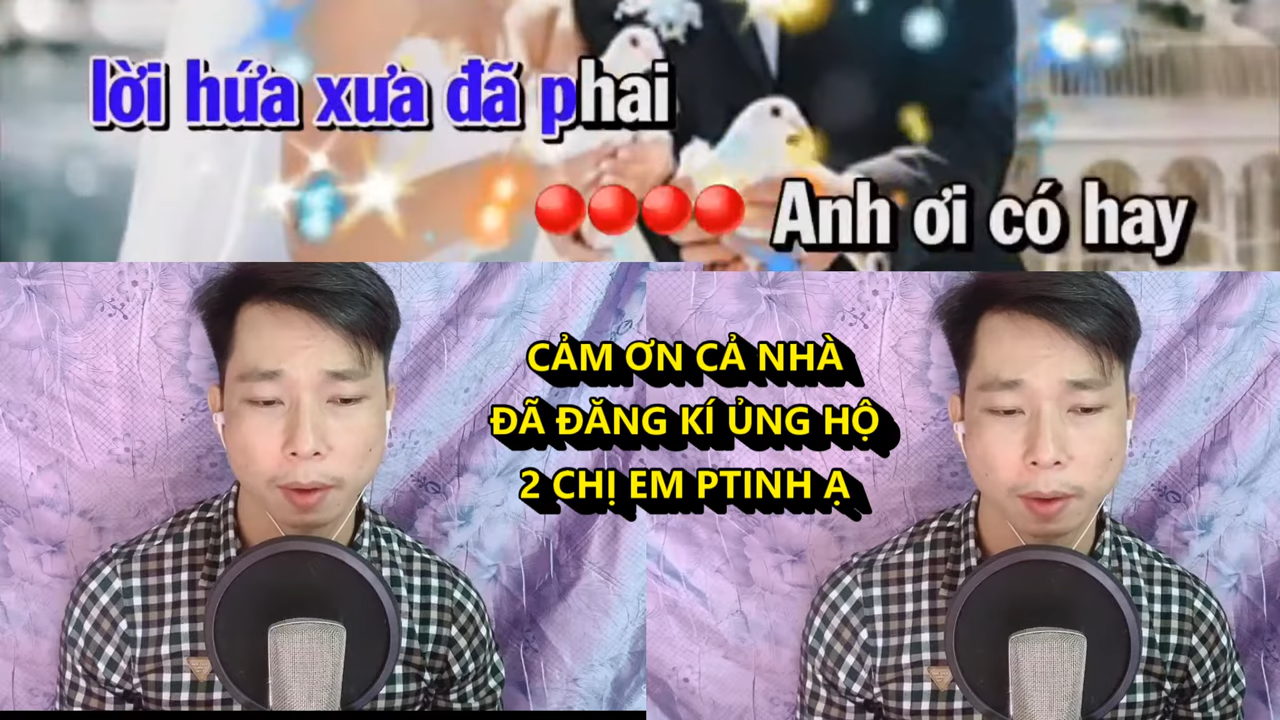 lời hứa xưa đã phai
Anh ơi có hay
CẢM ƠN CẢ NHÀ
ĐÃ ĐĂNG KÍ ỦNG HỘ
2 CHỊ EM PTINH Ạ